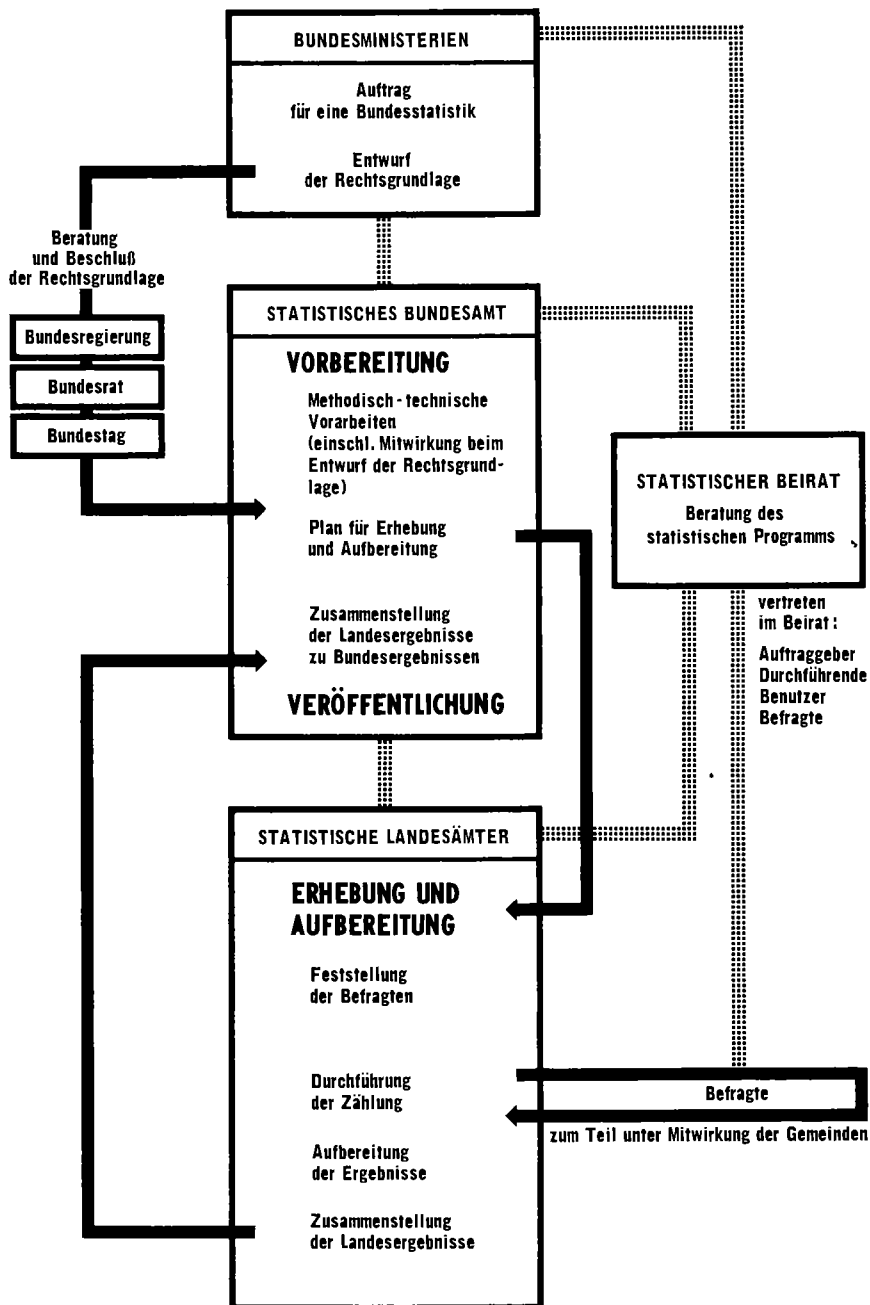 BUNDESMINISTERIEN
Auftrag
für eine Bundesstatistik
Entwurf
der Rechtsgrundlage
Beratung
und Beschluß
der Rechtsgrundlage
Bundesregierung
Bundesrat
Bundestag
STATISTISCHES BUNDESAMT
VORBEREITUNG
Methodisch-technische
Vorarbeiten
(einschl. Mitwirkung beim
Entwurf der Rechtsgrund-
lage)
Plan für Erhebung
und Aufbereitung
Zusammenstellung
der Landesergebnisse
zu Bundesergebnissen
VERÖFFENTLICHUNG
STATISTISCHER BEIRAT
Beratung des
statistischen Programms
vertreten
im Beirat:
Auftraggeber
Durchführende
Benutzer
Befragte
STATISTISCHE LANDESÄMTER
ERHEBUNG UND
AUFBEREITUNG
Feststellung
der Befragten
Durchführung
der Zählung
Befragte
zum Teil unter Mitwirkung der Gemeinden
Aufbereitung
der Ergebnisse
Zusammenstellung
der Landesergebnisse